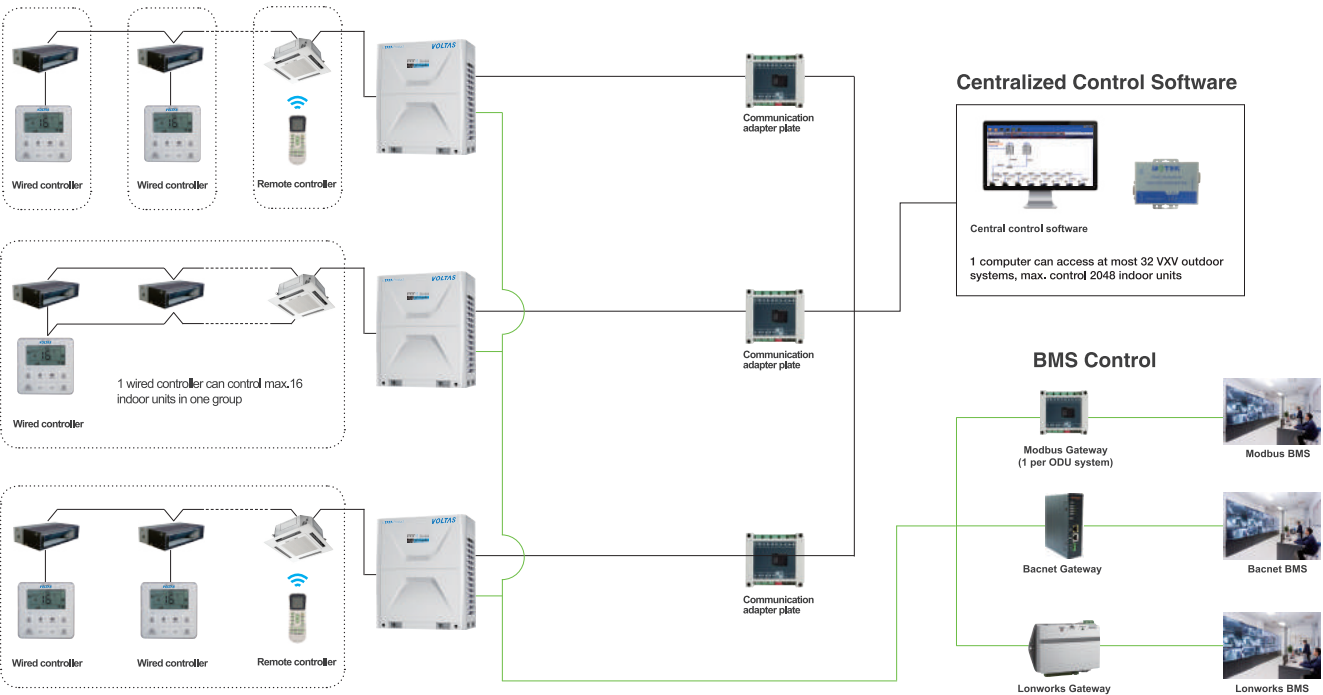 VOLTAS
Wired controller
Wired controller
Remote controller
Communication
adapter plate
Centralized Control Software
Central control software
1 computer can access at most 32 VXV outdoor
systems, max. control 2048 indoor units
VOLTAS
1 wired controller can control max.16
indoor units in one group
Wired controller
Communication
adapter plate
BMS Control
Modbus Gateway
(1 per ODU system)
Modbus BMS
Bacnet Gateway
Bacnet BMS
VOLTAS
Wired controller
Wired controller
Remote controller
Communication
adapter plate
Lonworks Gateway
Lonworks BMS